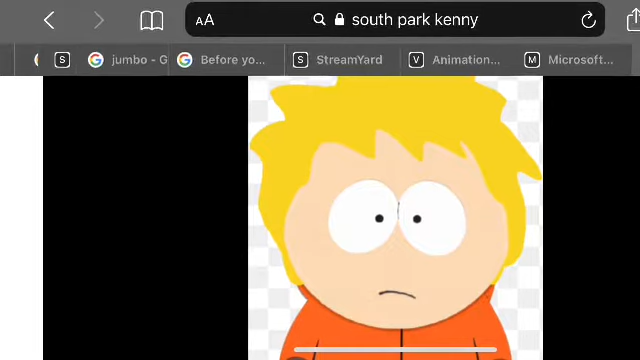 AA south park kenny
S jumbo - G Before yo... S StreamYard V Animation... M Microsoft...